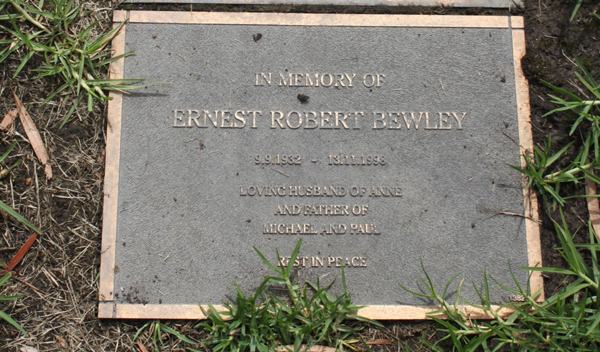 IN MEMORY OF
ERNEST ROBERT BEWLEY
9.9.1932 - 13.11.1996
LOVING HUSBAND OF ANNE
AND FATHER OF
MICHAEL AND PAUL
REST IN PEACE